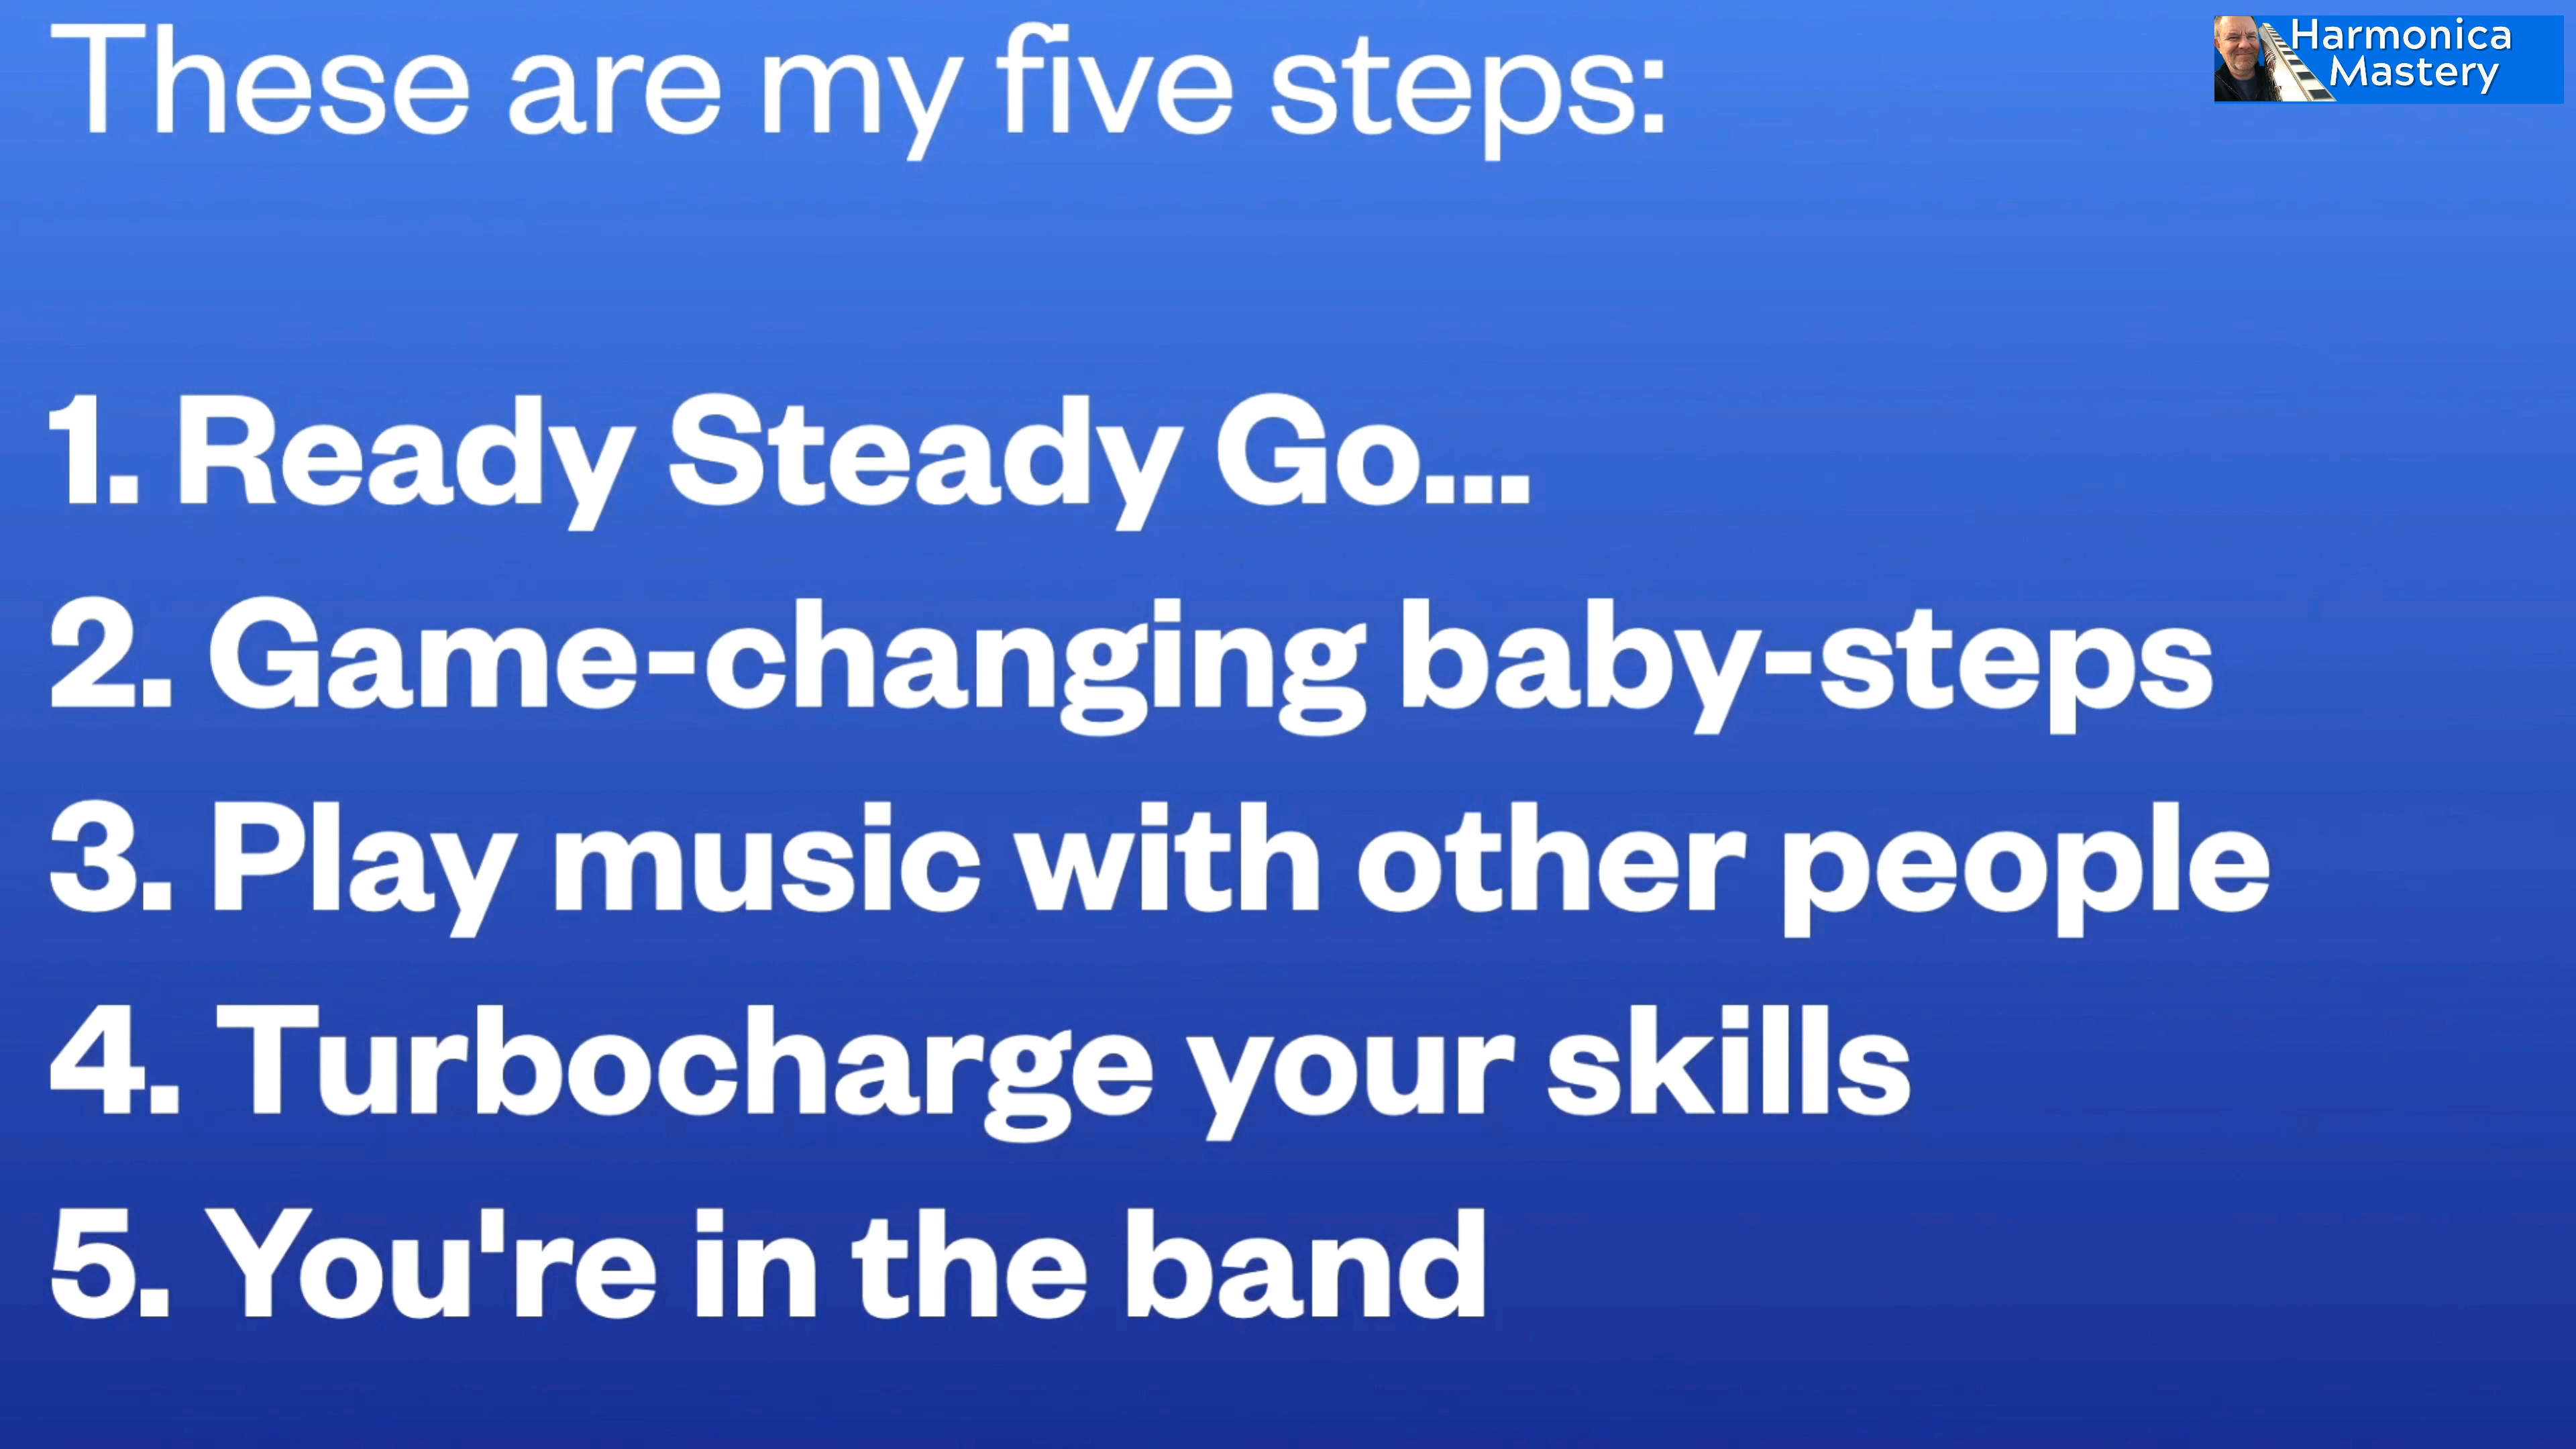 These are my five steps:
Harmonica
Mastery
1. Ready Steady Go...
2. Game-changing baby-steps
3. Play music with other people
4. Turbocharge your skills
5. You're in the band